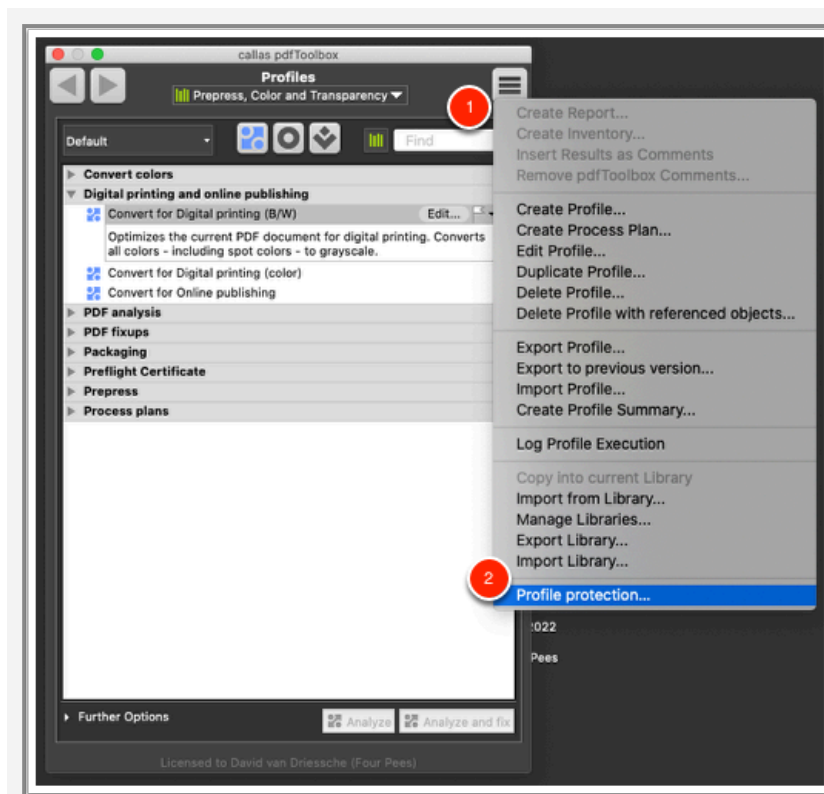 callas pdfToolbox
Profiles
Prepress, Color and Transparency
1
Default
Find
Convert colors
Digital printing and online publishing
Convert for Digital printing (B/W)
Edit...
Optimizes the current PDF document for digital printing. Converts
all colors - including spot colors - to grayscale.
Convert for Digital printing (color)
Convert for Online publishing
PDF analysis
PDF fixups
Packaging
Preflight Certificate
Prepress
Process plans
Further Options
Analyze
Analyze and fix
Licensed to David van Driessche (Four Pees)
Create Report...
Create Inventory...
Insert Results as Comments
Remove pdfToolbox Comments...
Create Profile...
Create Process Plan...
Edit Profile...
Duplicate Profile...
Delete Profile...
Delete Profile with referenced objects...
Export Profile...
Export to previous version...
Import Profile...
Create Profile Summary...
Log Profile Execution
Copy into current Library
Import from Library...
Manage Libraries...
Export Library...
Import Library...
2
Profile protection...
2022
Pees